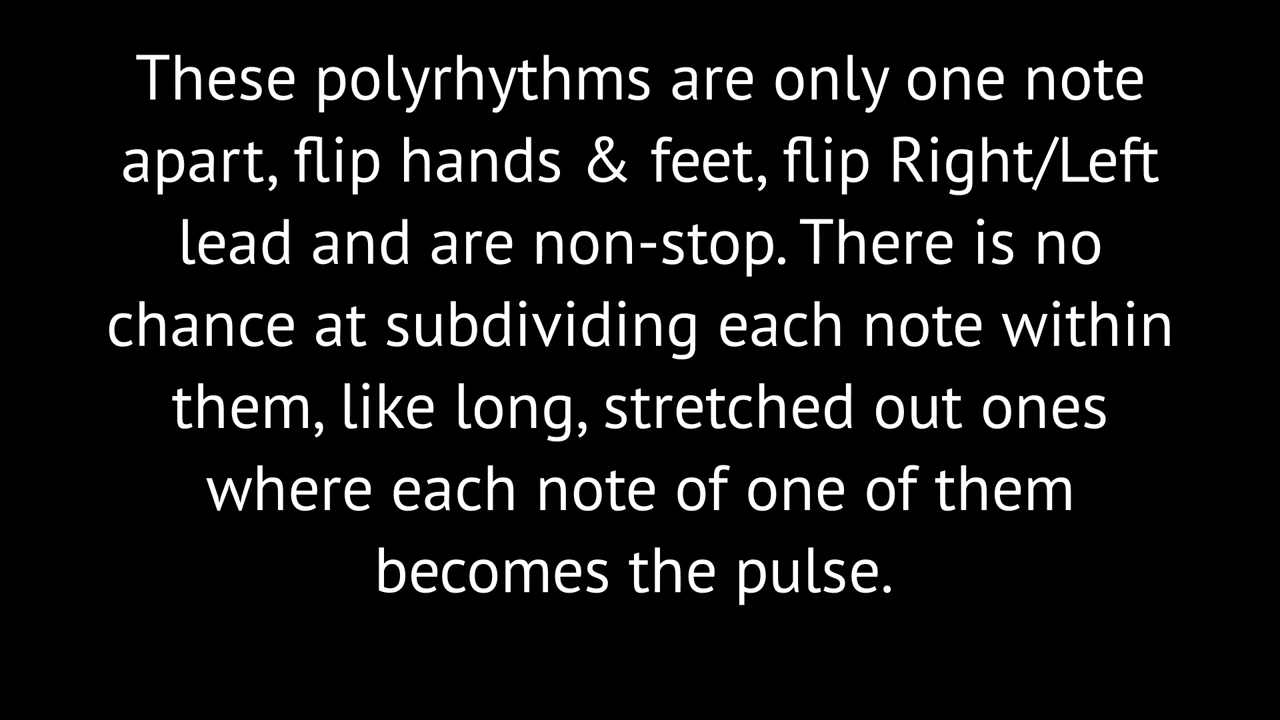 These polyrhythms are only one note
apart, flip hands & feet, flip Right/Left
lead and are non-stop. There is no
chance at subdividing each note within
them, like long, stretched out ones
where each note of one of them
becomes the pulse.